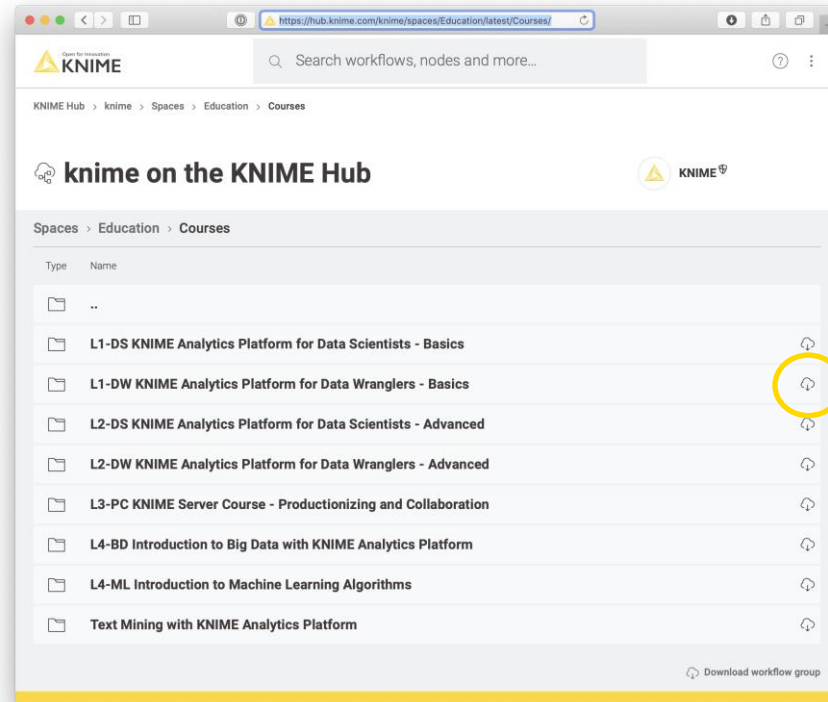 https://hub.knime.com/knime/spaces/Education/latest/Courses/
Open for Innovation
KNIME
Search workflows, nodes and more...
KNIME Hub > knime > Spaces > Education > Courses
knime on the KNIME Hub
KNIME
Spaces > Education > Courses
Type Name
..
L1-DS KNIME Analytics Platform for Data Scientists - Basics
L1-DW KNIME Analytics Platform for Data Wranglers - Basics
L2-DS KNIME Analytics Platform for Data Scientists - Advanced
L2-DW KNIME Analytics Platform for Data Wranglers - Advanced
L3-PC KNIME Server Course - Productionizing and Collaboration
L4-BD Introduction to Big Data with KNIME Analytics Platform
L4-ML Introduction to Machine Learning Algorithms
Text Mining with KNIME Analytics Platform
Download workflow group